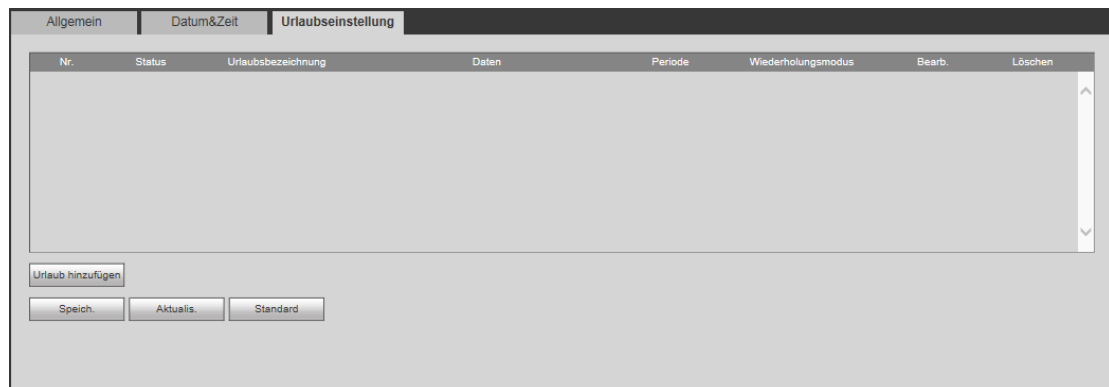 Allgemein Datum&Zeit Urlaubseinstellung
Nr. Status Urlaubsbezeichnung Daten Periode Wiederholungsmodus Bearb. Löschen
Urlaub hinzufügen
Speich. Aktualis. Standard